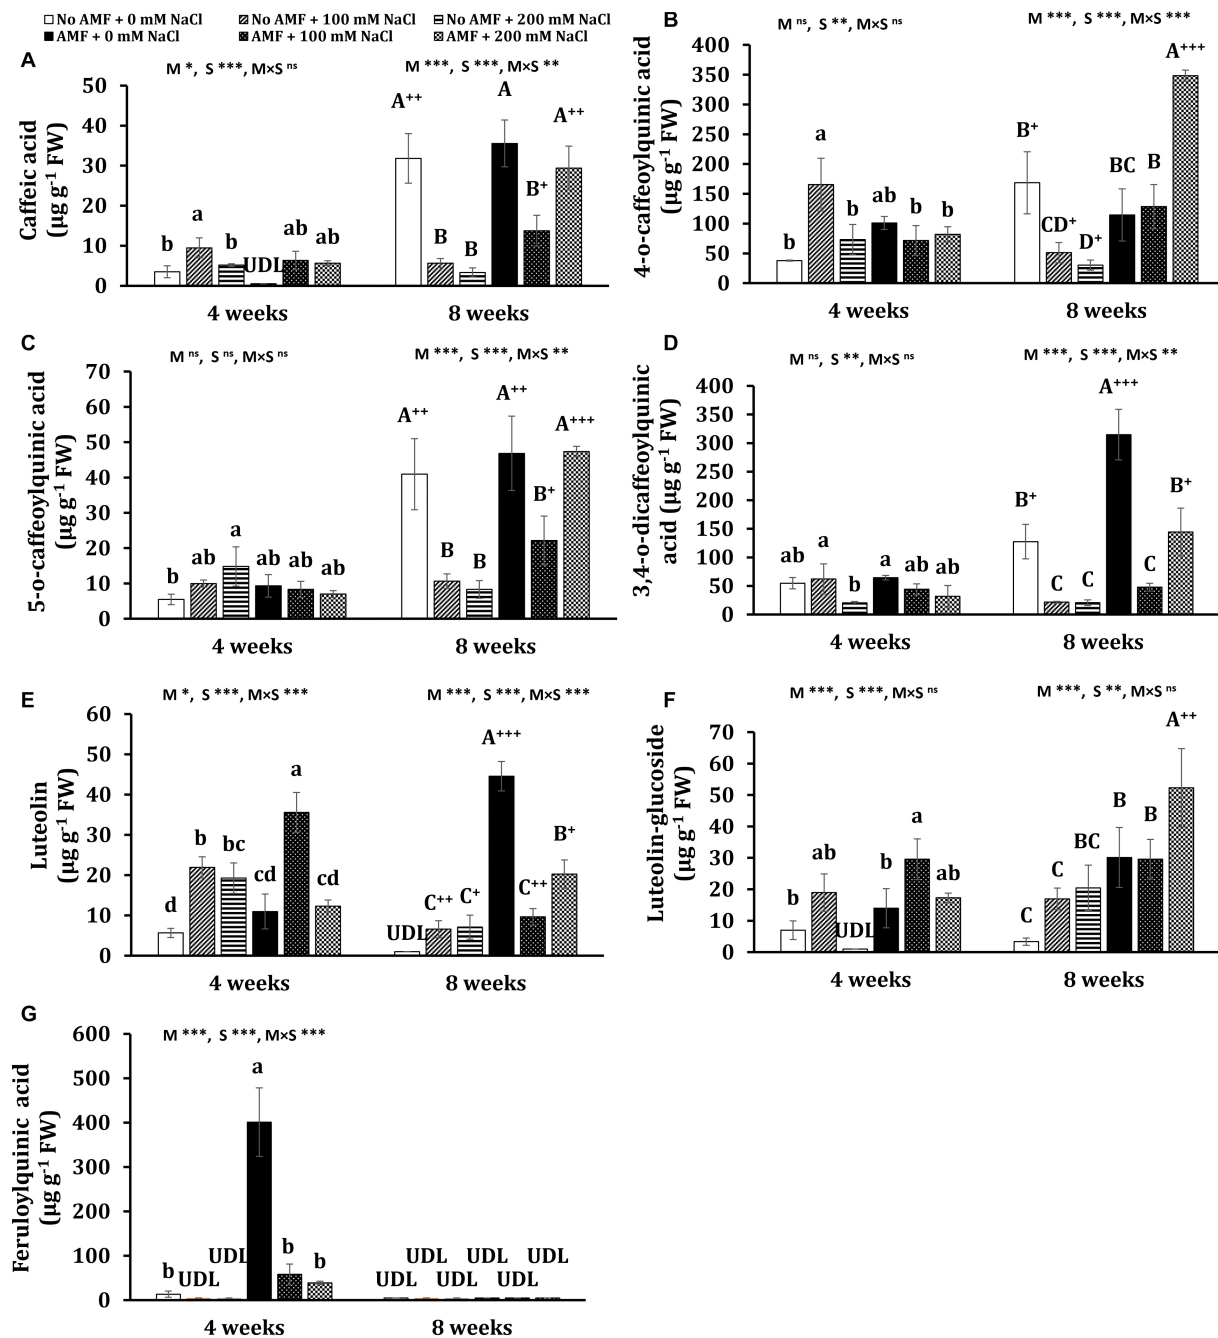 No AMF + 0 mM NaCl No AMF + 100 mM NaCl No AMF + 200 mM NaCl
AMF + 0 mM NaCl AMF + 100 mM NaCl AMF + 200 mM NaCl
A
M *, S ***, M×S ns
M ***, S ***, M×S **
Caffeic acid
(µg g-1 FW)
50
40
30
20
10
0
b a b UDL ab ab
A++ B B A B+ A++
4 weeks 8 weeks
B
M ns, S **, M×S ns
M ***, S ***, M×S ***
4-o-caffeoylquinic acid
(µg g-1 FW)
400
350
300
250
200
150
100
50
0
b a b ab b b
B+ CD+ D+ BC B A+++
4 weeks 8 weeks
C
M ns, S ns, M×S ns
M ***, S ***, M×S **
5-o-caffeoylquinic acid
(µg g-1 FW)
70
60
50
40
30
20
10
0
b ab a ab ab ab
A++ B B A++ B+ A+++
4 weeks 8 weeks
D
M ns, S **, M×S ns
M ***, S ***, M×S **
3,4-o-dicaffeoylquinic
acid (µg g-1 FW)
400
350
300
250
200
150
100
50
0
ab a b a ab ab
B+ C C A+++ C B+
4 weeks 8 weeks
E
M *, S ***, M×S ***
M ***, S ***, M×S ***
Luteolin
(µg g-1 FW)
60
50
40
30
20
10
0
d b bc cd a cd
UDL C++ C+ A+++ C++ B+
4 weeks 8 weeks
F
M ***, S ***, M×S ns
M ***, S **, M×S ns
Luteolin-glucoside
(µg g-1 FW)
70
60
50
40
30
20
10
0
b ab UDL b a ab
C C BC B B A++
4 weeks 8 weeks
G
M ***, S ***, M×S ***
Feruloylquinic acid
(µg g-1 FW)
600
500
400
300
200
100
0
b UDL UDL a b b
UDL UDL UDL UDL UDL UDL
4 weeks 8 weeks